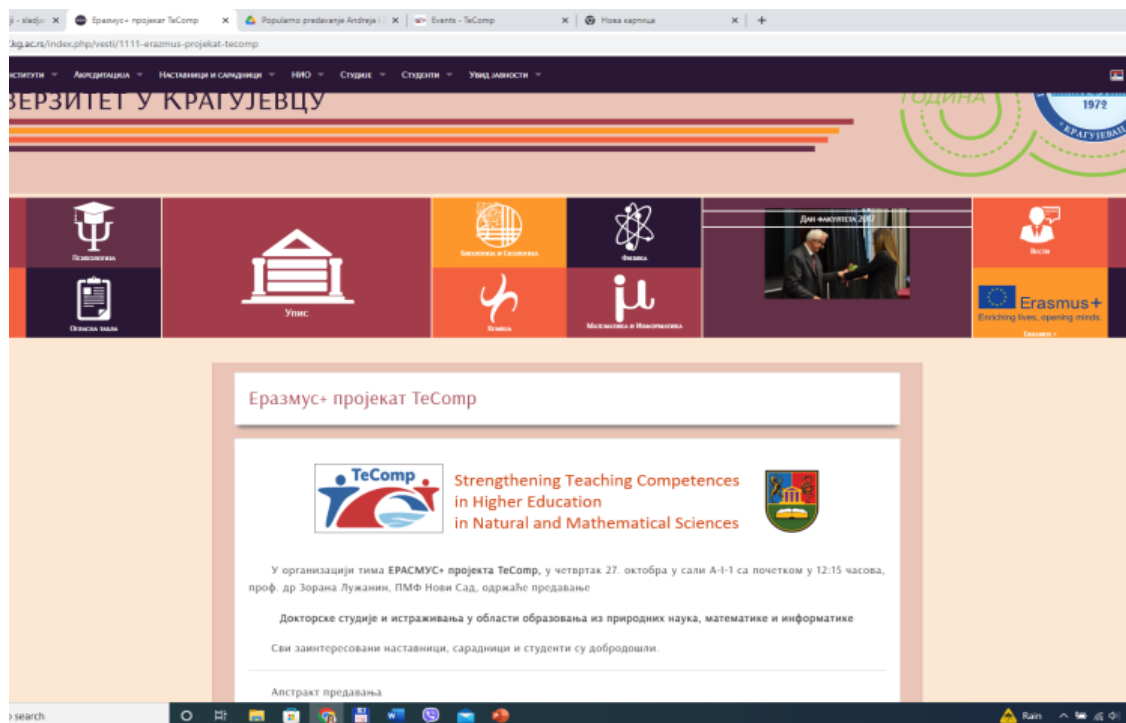 Еразмус+ пројекат TeComp
Popularno predavanje Andreja i
Events - TeComp
Нова картица
.kg.ac.rs/index.php/vesti/1111-erazmus-projekat-tecomp
Акредитација
Наставници и сарадници
НИО
Студије
Студенти
Увид јавности
ВЕРЗИТЕТ У КРАГУЈЕВЦУ
ГОДИНА
1972
КРАГУЈЕВАЦ
Психологија
Огласна табла
Упис
Биологија и Екологија
Хемија
Физика
Математика и Информатика
Дан факултета 2007
Вести
Erasmus+
Enriching lives, opening minds.
Erasmus +
Еразмус+ пројекат TeComp
TeComp
Strengthening Teaching Competences
in Higher Education
in Natural and Mathematical Sciences
У организацији тима ЕРАСМУС+ пројекта TeComp, у четвртак 27. октобра у сали А-I-1 са почетком у 12:15 часова,
проф. др Зорана Лужанин, ПМФ Нови Сад, одржаће предавање
Докторске студије и истраживања у области образовања из природних наука, математике и информатике
Сви заинтересовани наставници, сарадници и студенти су добродошли.
Апстракт предавања
search
Rain